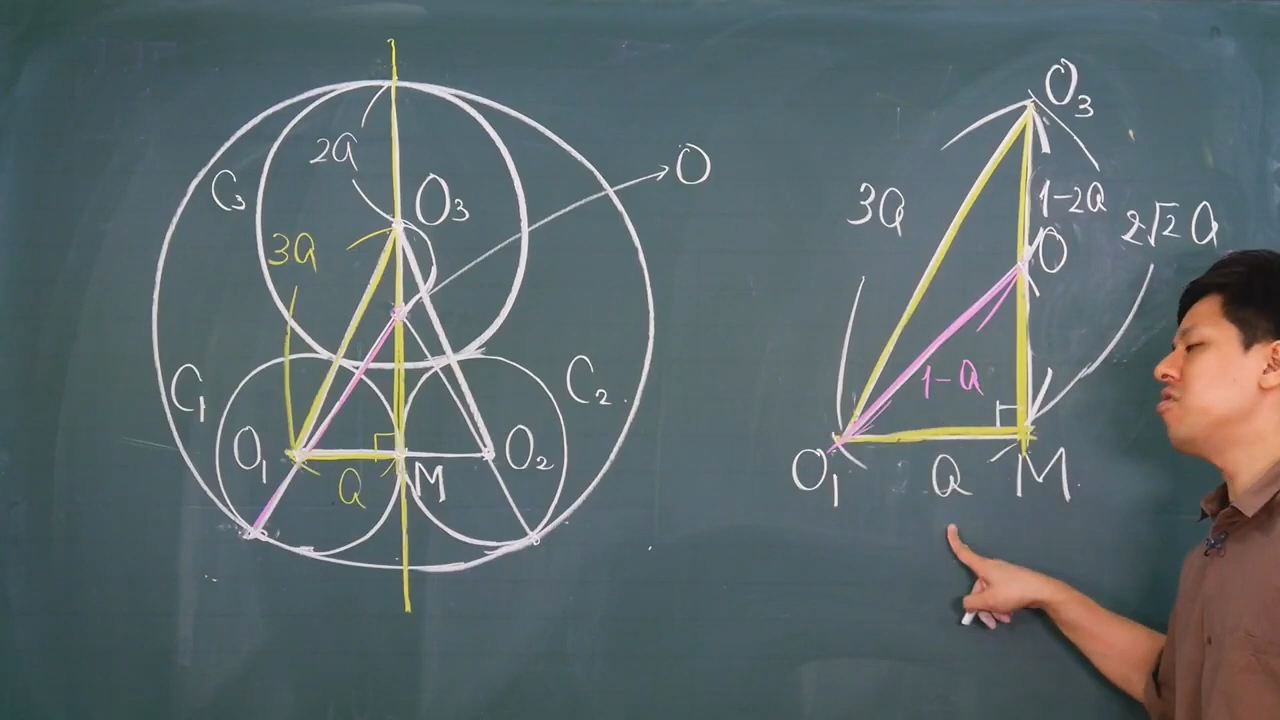 2a
O
C₃
O₃
3a
C₁
C₂
O₁
O₂
a
M
O₃
3a
1-2a
2√2 a
O
1-a
O₁
a
M